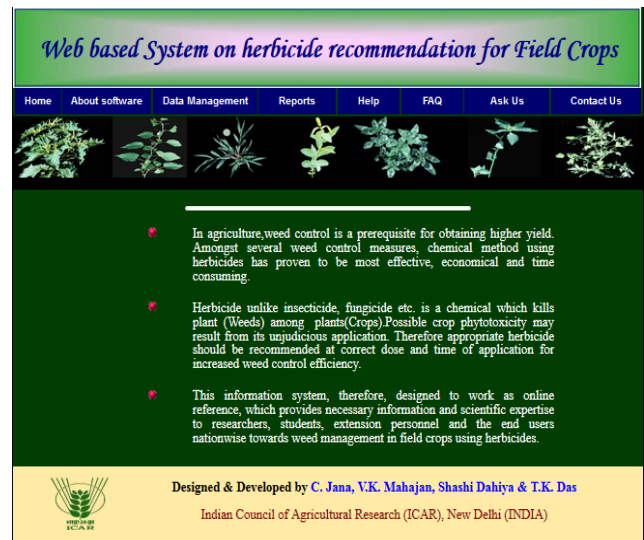 Web based System on herbicide recommendation for Field Crops
Home About software Data Management Reports Help FAQ Ask Us Contact Us
In agriculture,weed control is a prerequisite for obtaining higher yield.
Amongst several weed control measures, chemical method using
herbicides has proven to be most effective, economical and time
consuming.
Herbicide unlike insecticide, fungicide etc. is a chemical which kills
plant (Weeds) among plants(Crops).Possible crop phytotoxicity may
result from its unjudicious application. Therefore appropriate herbicide
should be recommended at correct dose and time of application for
increased weed control efficiency.
This information system, therefore, designed to work as online
reference, which provides necessary information and scientific expertise
to researchers, students, extension personnel and the end users
nationwise towards weed management in field crops using herbicides.
Designed & Developed by C. Jana, V.K. Mahajan, Shashi Dahiya & T.K. Das
Indian Council of Agricultural Research (ICAR), New Delhi (INDIA)
ICAR